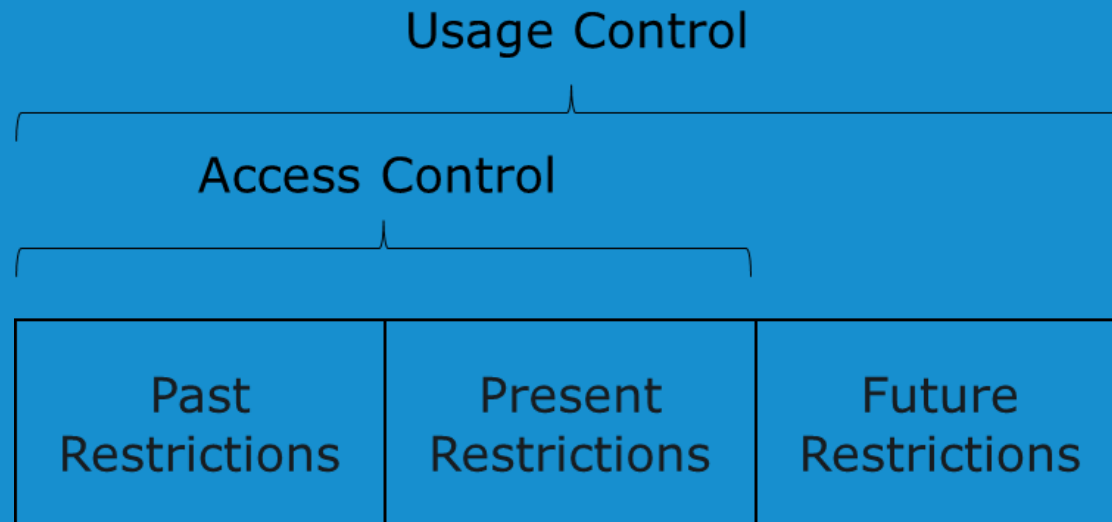 Usage Control
Access Control
Past
Restrictions
Present
Restrictions
Future
Restrictions